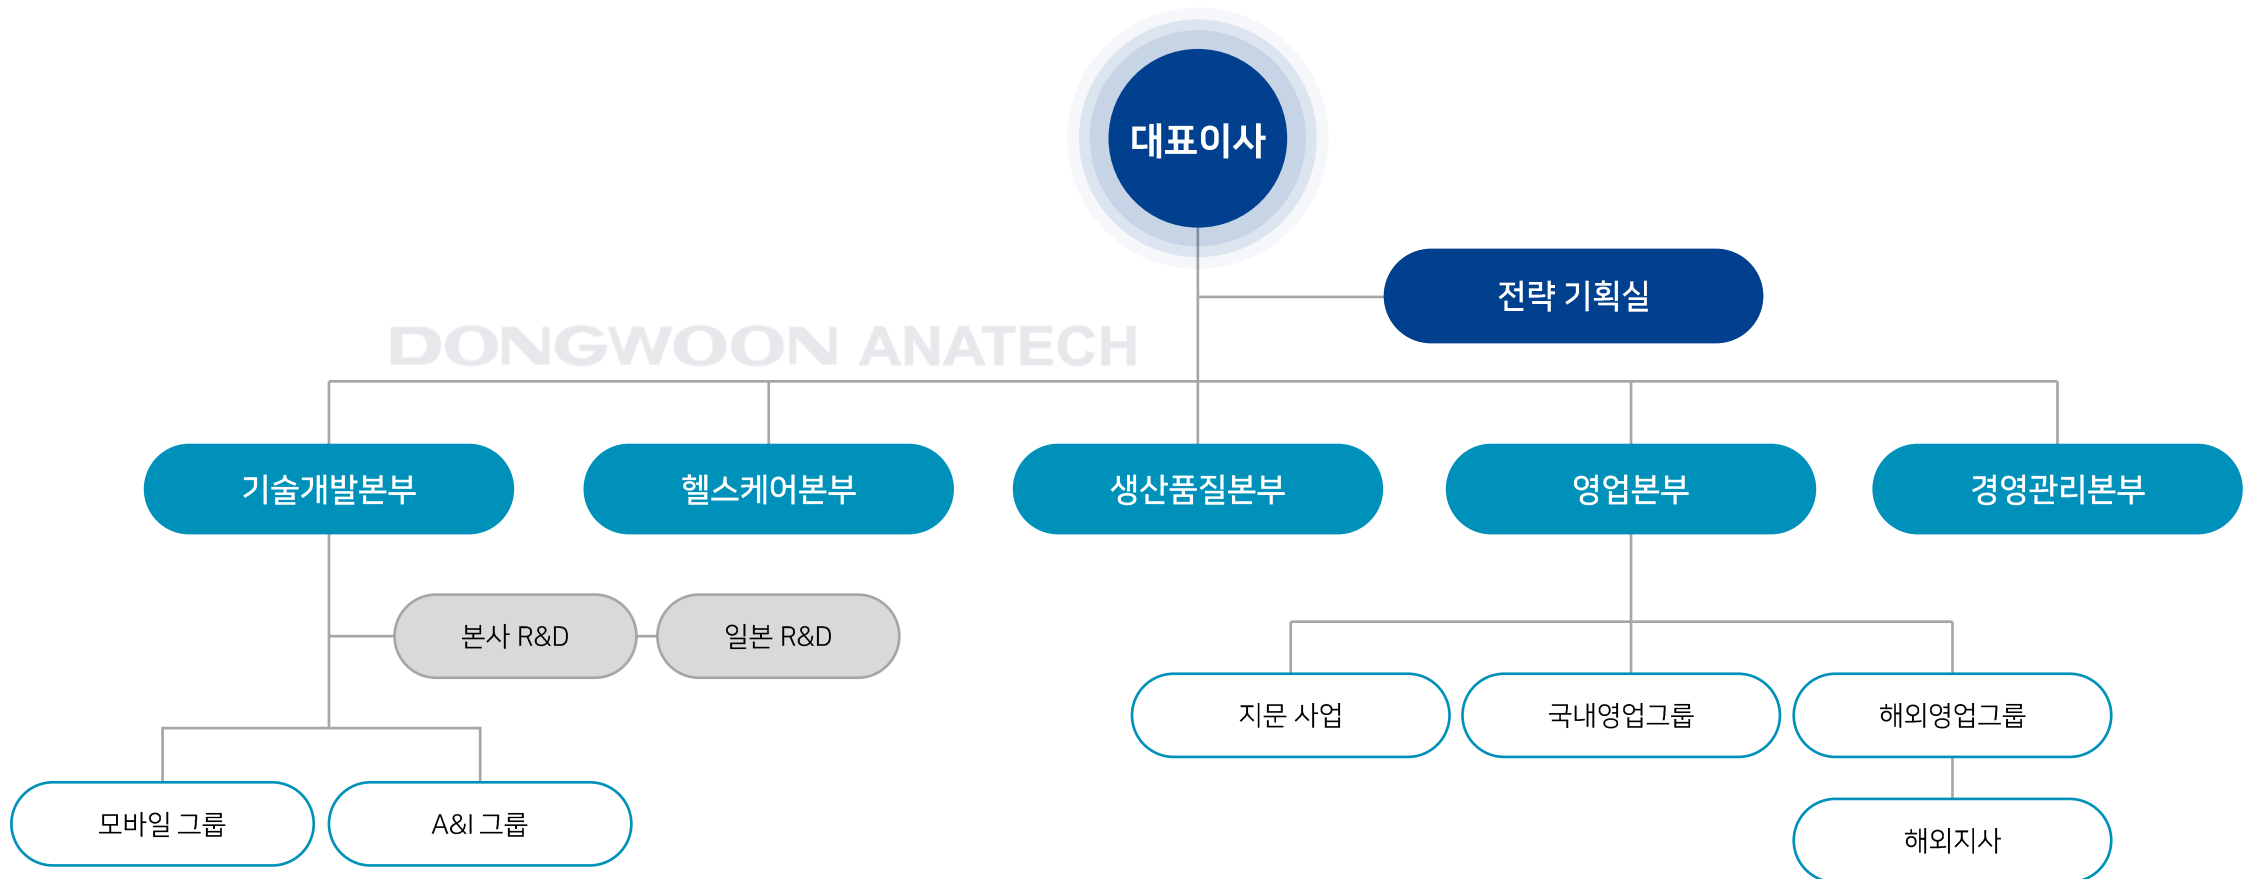 대표이사
전략 기획실
DONGWOON ANATECH
기술개발본부
헬스케어본부
생산품질본부
영업본부
경영관리본부
본사 R&D
일본 R&D
지문 사업
국내영업그룹
해외영업그룹
모바일 그룹
A&I 그룹
해외지사